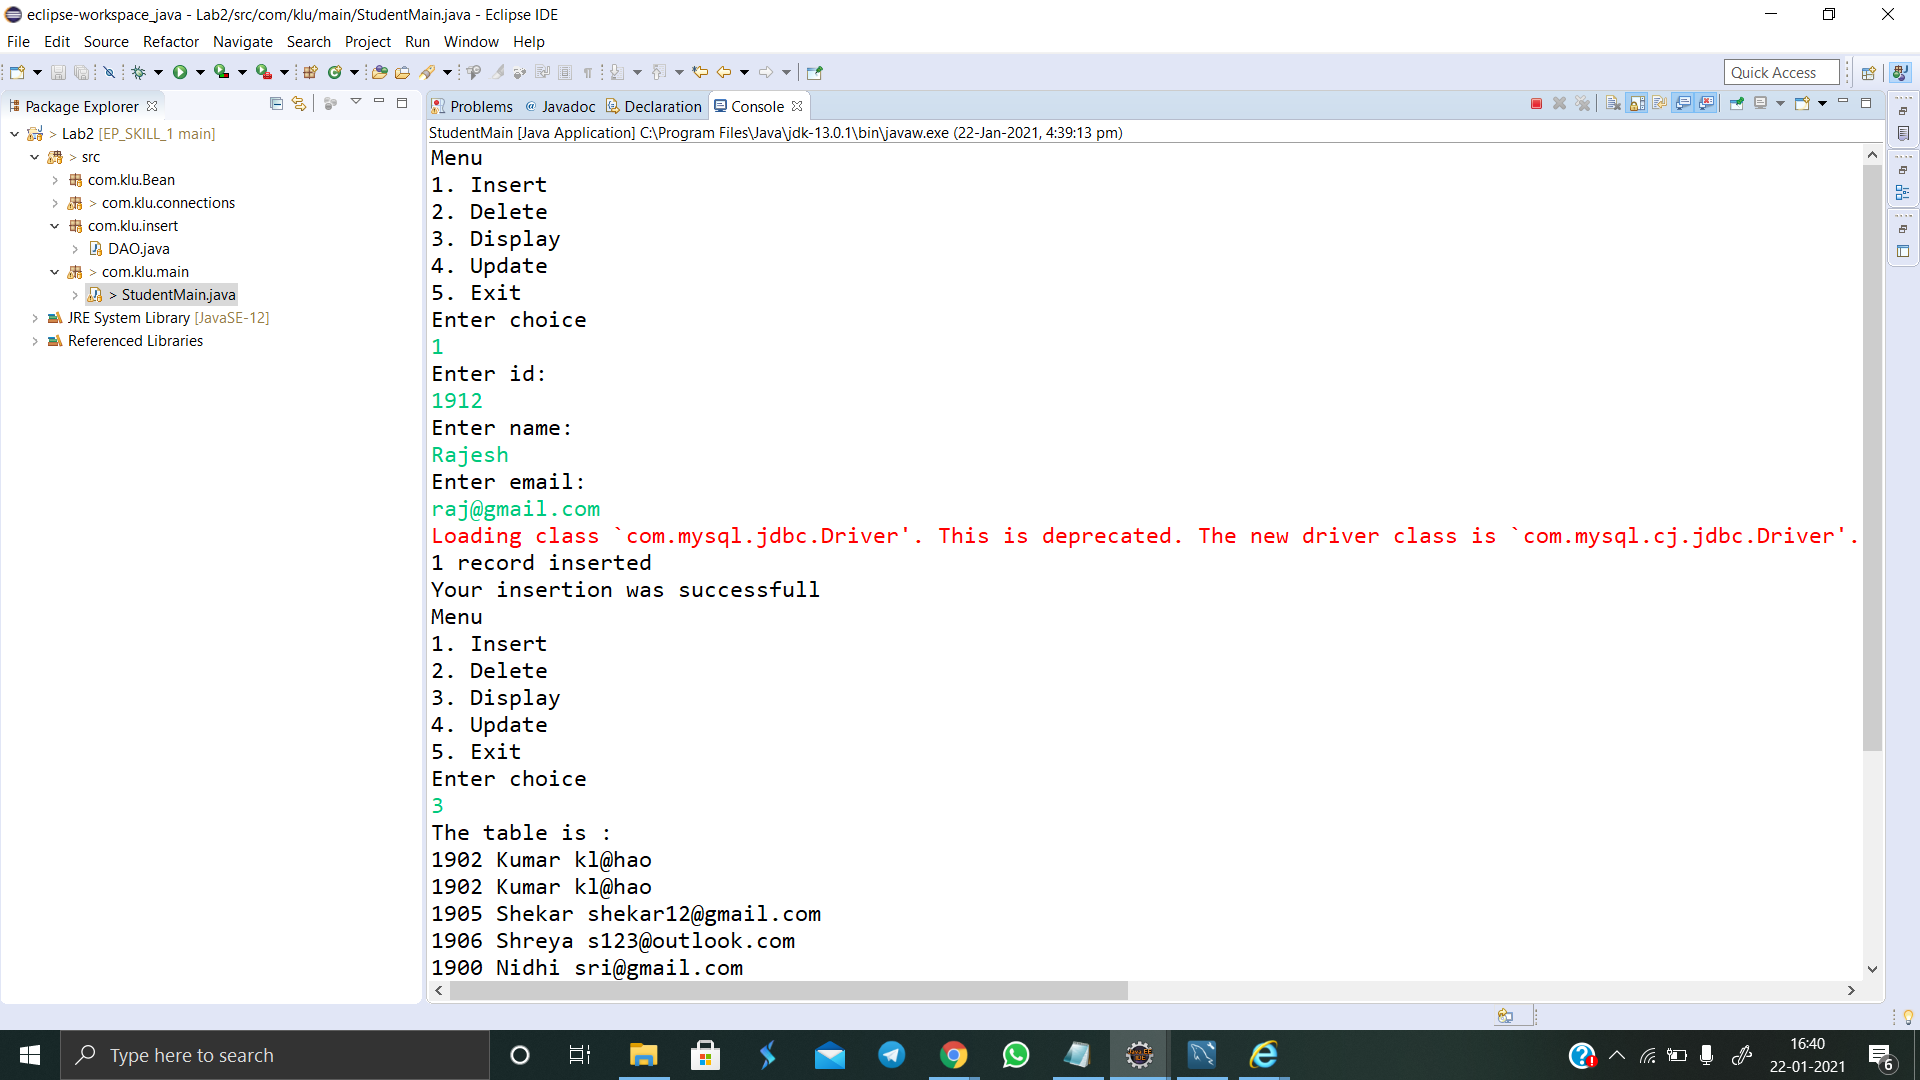 eclipse-workspace_java - Lab2/src/com/klu/main/StudentMain.java - Eclipse IDE
File Edit Source Refactor Navigate Search Project Run Window Help
Quick Access
Package Explorer
Problems Javadoc Declaration Console
StudentMain [Java Application] C:\Program Files\Java\jdk-13.0.1\bin\javaw.exe (22-Jan-2021, 4:39:13 pm)
> Lab2 [EP_SKILL_1 main]
> src
com.klu.Bean
> com.klu.connections
com.klu.insert
DAO.java
> com.klu.main
> StudentMain.java
JRE System Library [JavaSE-12]
Referenced Libraries
Menu
1. Insert
2. Delete
3. Display
4. Update
5. Exit
Enter choice
1
Enter id:
1912
Enter name:
Rajesh
Enter email:
raj@gmail.com
Loading class `com.mysql.jdbc.Driver'. This is deprecated. The new driver class is `com.mysql.cj.jdbc.Driver'.
1 record inserted
Your insertion was successfull
Menu
1. Insert
2. Delete
3. Display
4. Update
5. Exit
Enter choice
3
The table is :
1902 Kumar kl@hao
1902 Kumar kl@hao
1905 Shekar shekar12@gmail.com
1906 Shreya s123@outlook.com
1900 Nidhi sri@gmail.com
Type here to search
16:40
22-01-2021
6